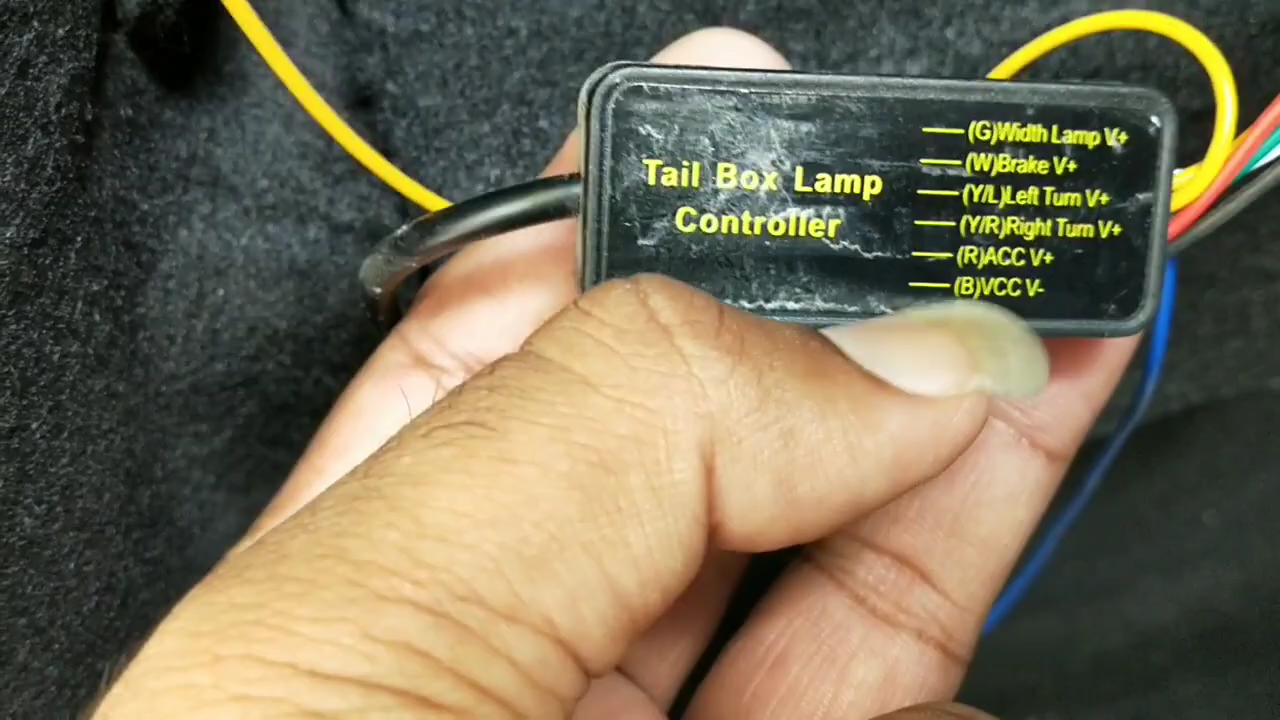 Tail Box Lamp
Controller
(G)Width Lamp V+
(W)Brake V+
(Y/L)Left Turn V+
(Y/R)Right Turn V+
(R)ACC V+
(B)VCC V-